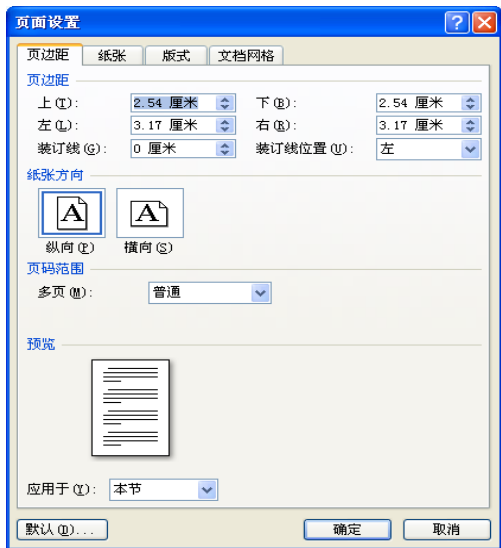 页面设置
页边距 纸张 版式 文档网格
页边距
上(T): 2.54 厘米 下(B): 2.54 厘米
左(L): 3.17 厘米 右(R): 3.17 厘米
装订线(G): 0 厘米 装订线位置(U): 左
纸张方向
A A
纵向(P) 横向(S)
页码范围
多页(M): 普通
预览
应用于(Y): 本节
默认(D)... 确定 取消